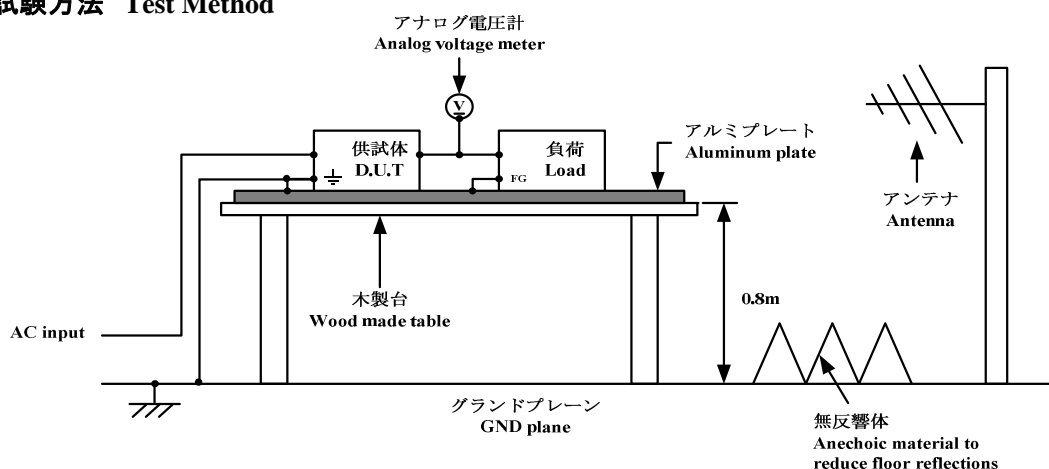 試験方法 Test Method
アナログ電圧計
Analog voltage meter
V
供試体
D.U.T
負荷
Load
FG
アルミプレート
Aluminum plate
アンテナ
Antenna
木製台
Wood made table
0.8m
AC input
グランドプレーン
GND plane
無反響体
Anechoic material to
reduce floor reflections